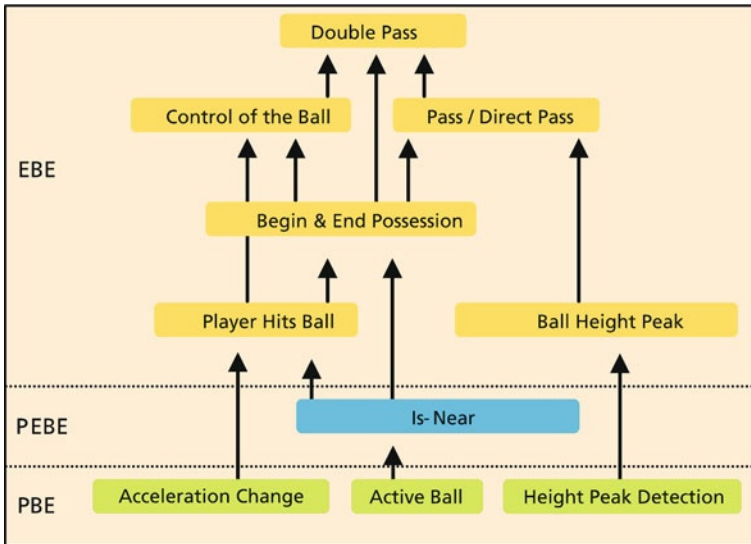 Double Pass
Control of the Ball
Pass / Direct Pass
EBE
Begin & End Possession
Player Hits Ball
Ball Height Peak
PEBE
Is-Near
PBE
Acceleration Change
Active Ball
Height Peak Detection